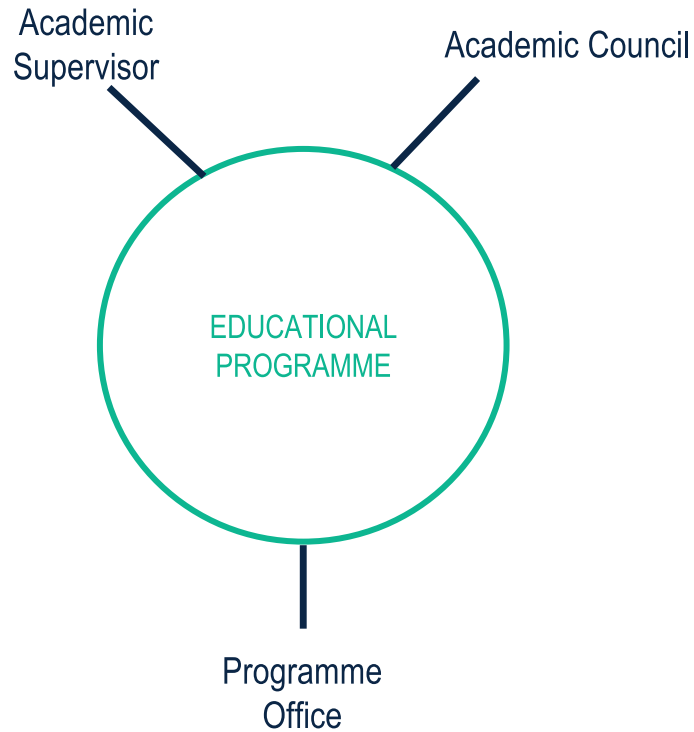 Academic
Supervisor
Academic Council
EDUCATIONAL
PROGRAMME
Programme
Office